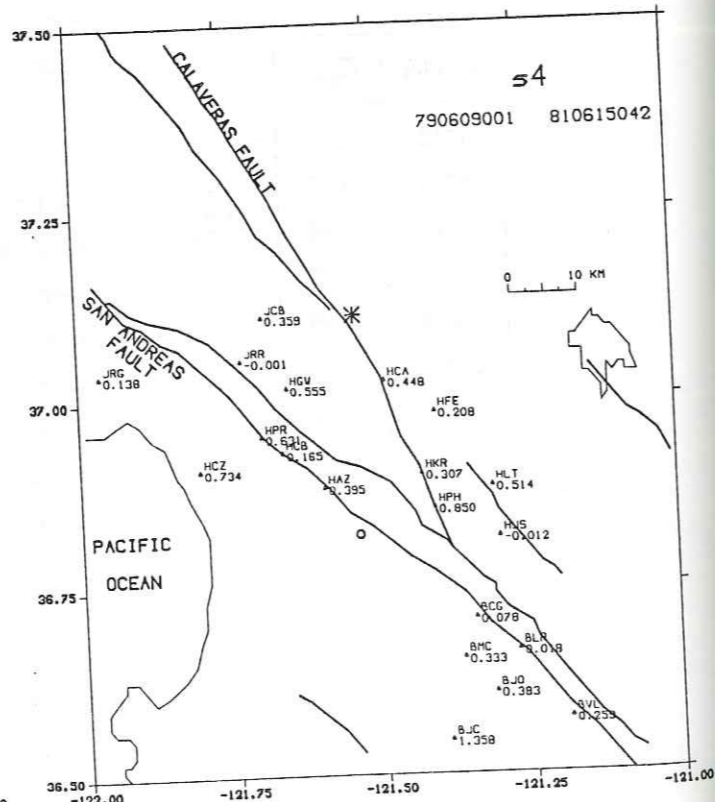 37.50
s4
790609001 810615042
CALAVERAS FAULT
37.25
0 10 KM
JCB
0.359
SAN ANDREAS
FAULT
JRR
-0.001
JRG
0.138
HGW
0.555
HCA
0.448
HFE
0.208
37.00
HPR
0.631
HCB
0.165
HCZ
0.734
HAZ
0.395
HKR
0.307
HLT
0.514
HPH
0.850
HJS
-0.012
PACIFIC
OCEAN
36.75
BCG
0.078
BLR
0.018
BMC
0.333
BJO
0.383
BVL
0.259
BJC
1.358
36.50
-122.00
-121.75
-121.50
-121.25
-121.00